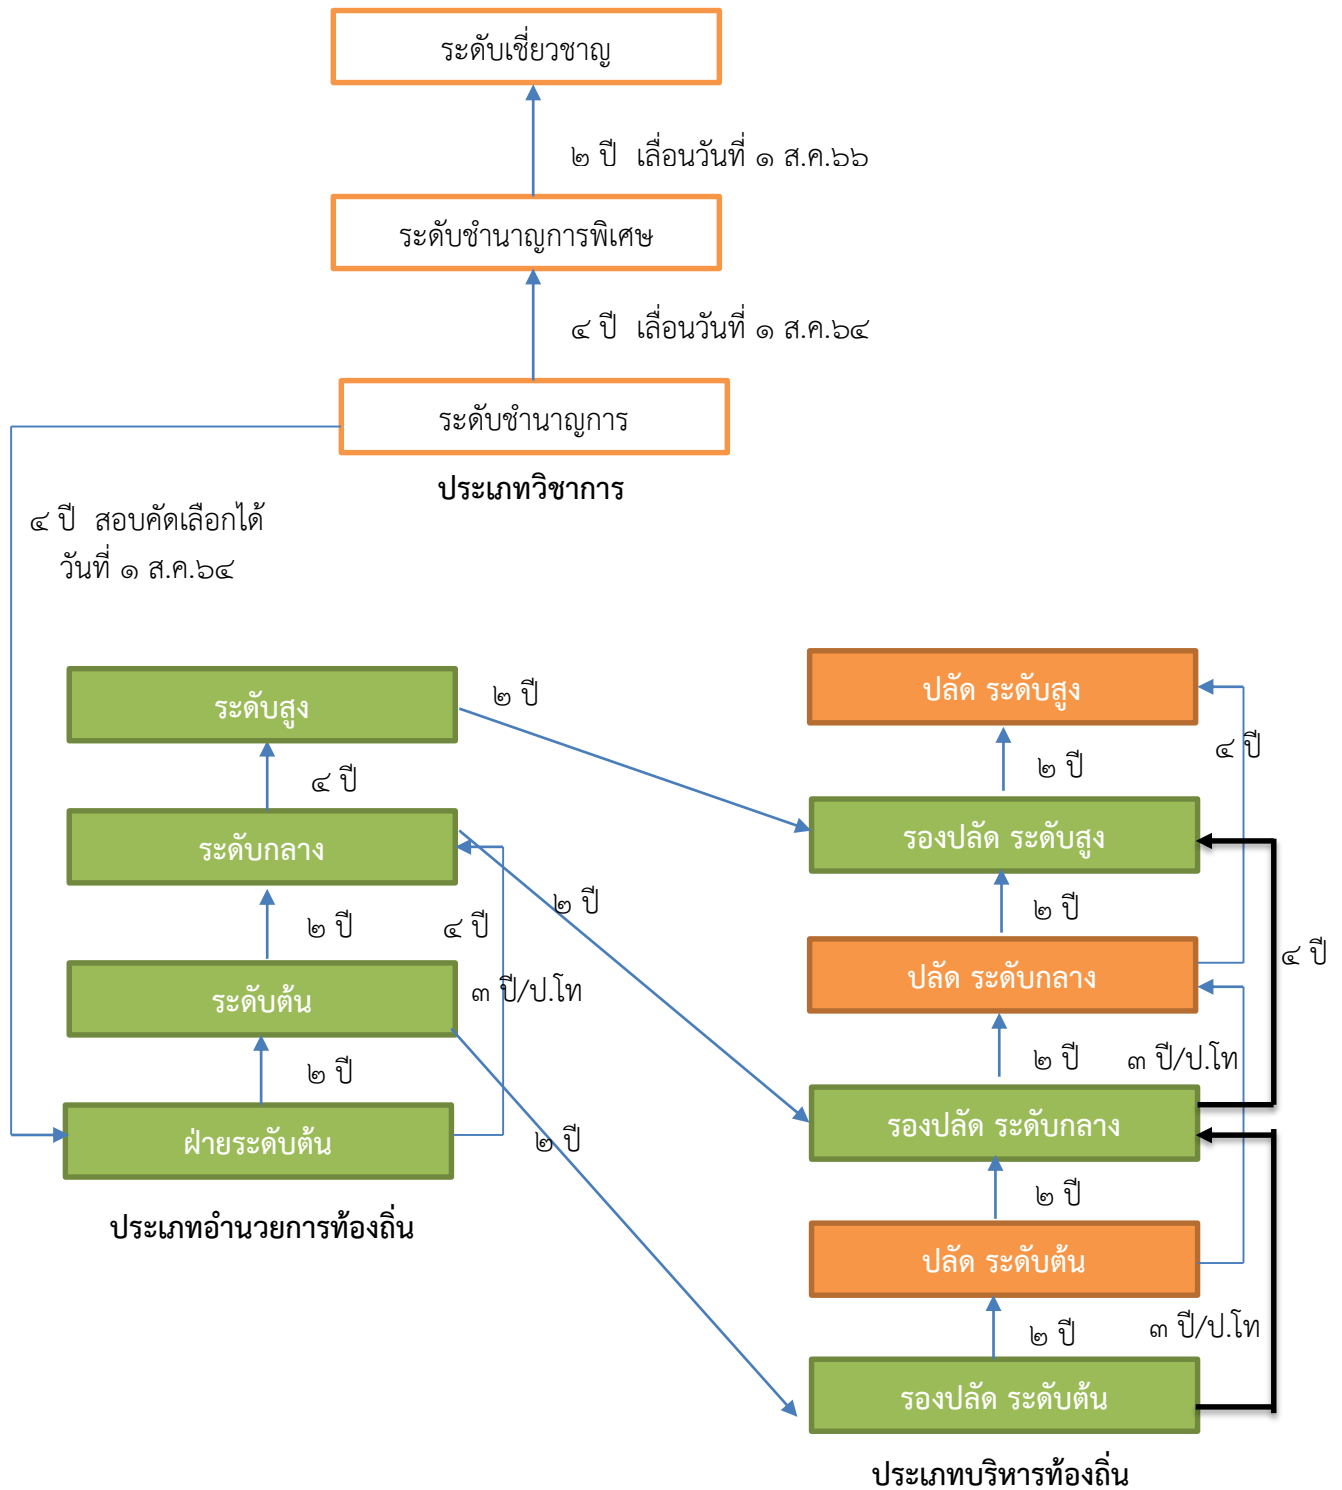 ระดับเชี่ยวชาญ
๒ ปี เลื่อนวันที่ ๑ ส.ค.๖๖
ระดับชำนาญการพิเศษ
๔ ปี เลื่อนวันที่ ๑ ส.ค.๖๔
ระดับชำนาญการ
ประเภทวิชาการ
๔ ปี สอบคัดเลือกได้
วันที่ ๑ ส.ค.๖๔
ระดับสูง
๔ ปี
ระดับกลาง
๒ ปี
๔ ปี
ระดับต้น
๓ ปี/ป.โท
๒ ปี
ฝ่ายระดับต้น
ประเภทอำนวยการท้องถิ่น
๒ ปี
๒ ปี
๒ ปี
ปลัด ระดับสูง
๒ ปี
๔ ปี
รองปลัด ระดับสูง
๒ ปี
๔ ปี
ปลัด ระดับกลาง
๒ ปี
๓ ปี/ป.โท
รองปลัด ระดับกลาง
๒ ปี
ปลัด ระดับต้น
๒ ปี
๓ ปี/ป.โท
รองปลัด ระดับต้น
ประเภทบริหารท้องถิ่น